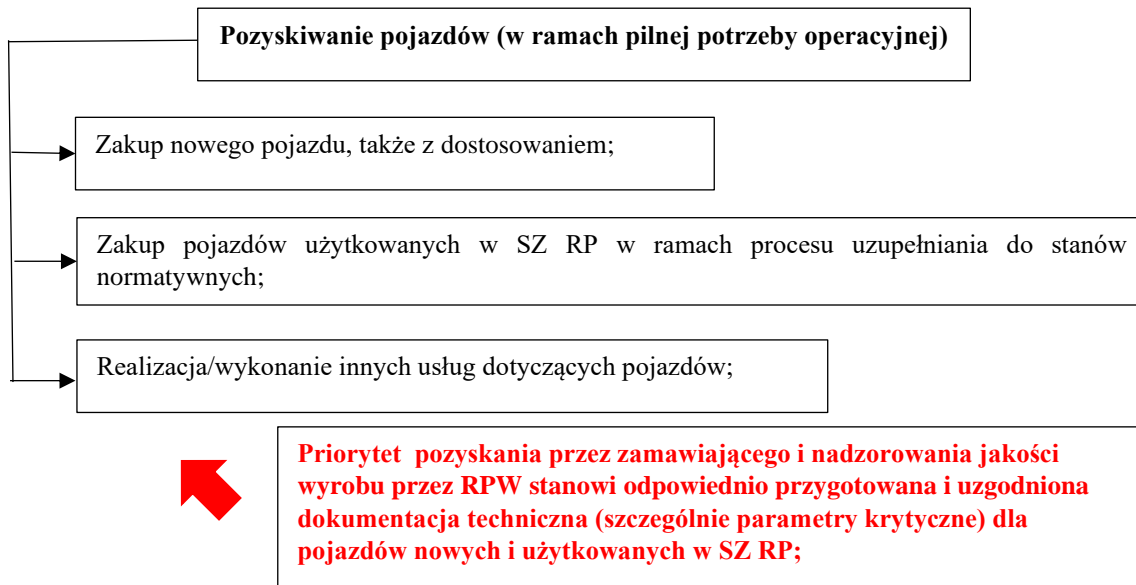 Pozyskiwanie pojazdów (w ramach pilnej potrzeby operacyjnej)
Zakup nowego pojazdu, także z dostosowaniem;
Zakup pojazdów użytkowanych w SZ RP w ramach procesu uzupełniania do stanów
normatywnych;
Realizacja/wykonanie innych usług dotyczących pojazdów;
Priorytet pozyskania przez zamawiającego i nadzorowania jakości
wyrobu przez RPW stanowi odpowiednio przygotowana i uzgodniona
dokumentacja techniczna (szczególnie parametry krytyczne) dla
pojazdów nowych i użytkowanych w SZ RP;